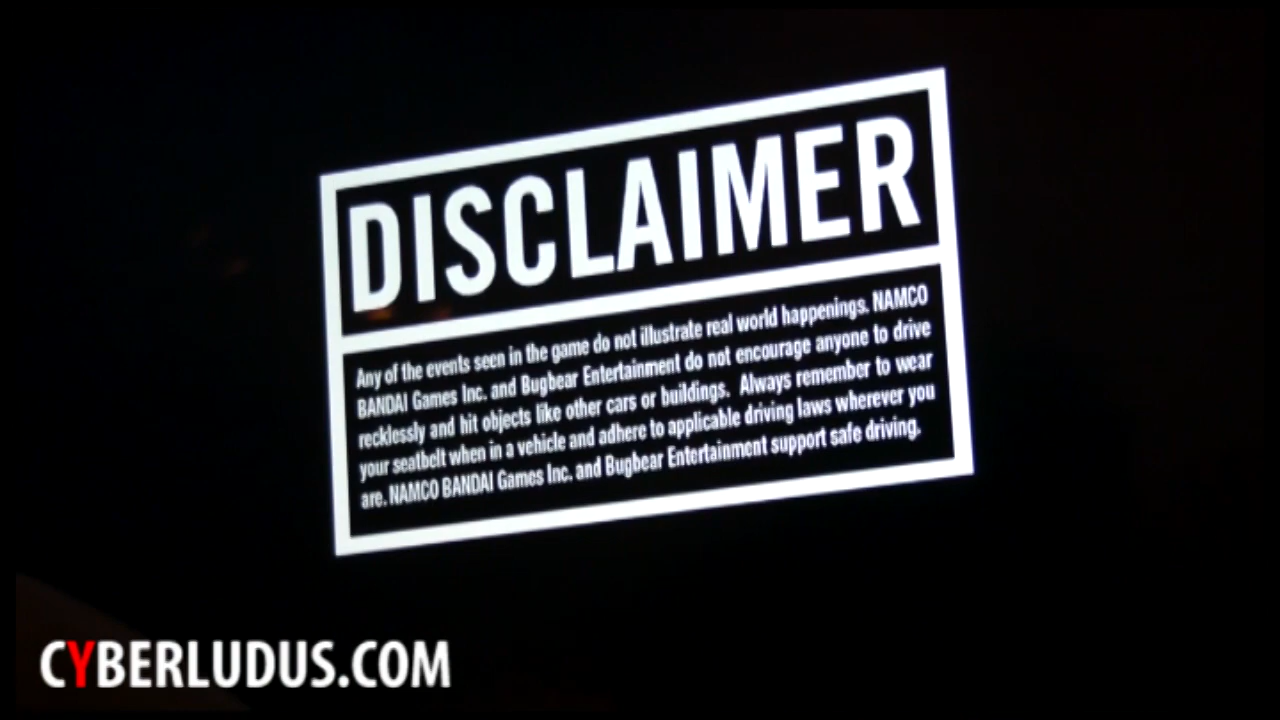 DISCLAIMER
Any of the events seen in the game do not illustrate real world happenings. NAMCO
BANDAI Games Inc. and Bugbear Entertainment do not encourage anyone to drive
recklessly and hit objects like other cars or buildings. Always remember to wear
your seatbelt when in a vehicle and adhere to applicable driving laws wherever you
are. NAMCO BANDAI Games Inc. and Bugbear Entertainment support safe driving.
CYBERLUDUS.COM